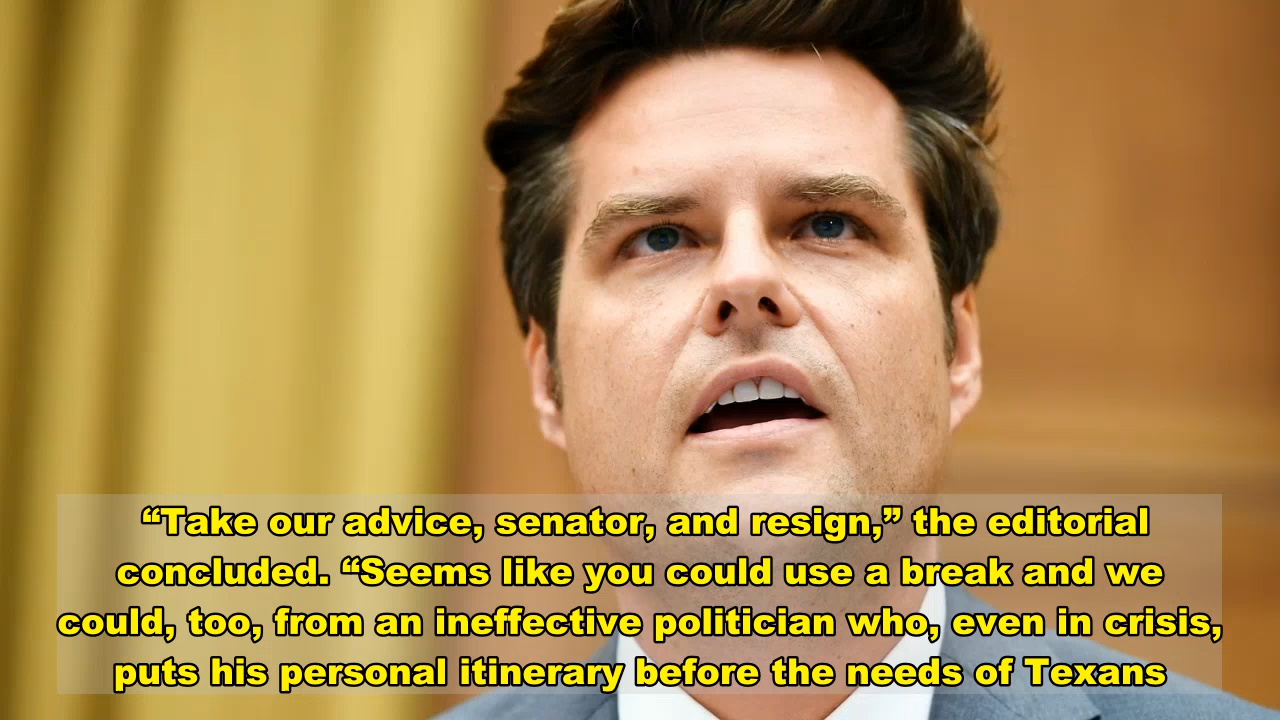 “Take our advice, senator, and resign,” the editorial
concluded. “Seems like you could use a break and we
could, too, from an ineffective politician who, even in crisis,
puts his personal itinerary before the needs of Texans